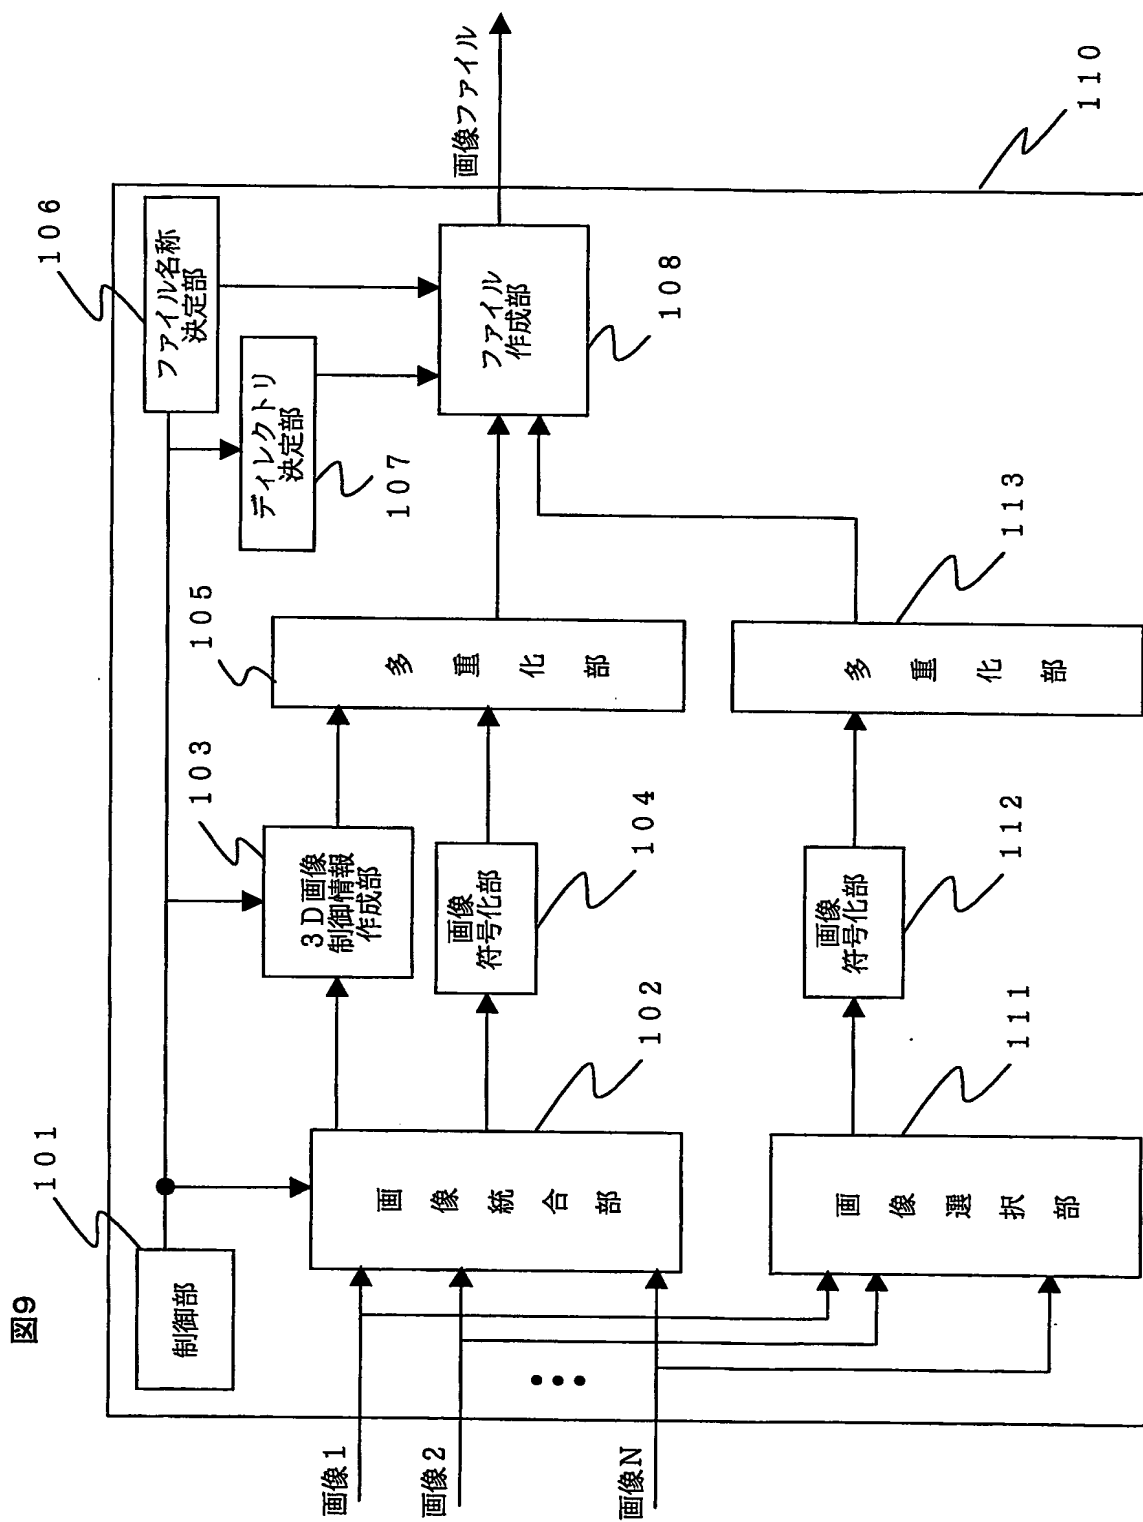 図9
101
制御部
103
3D画像
制御情報
作成部
105
多重化部
106
ファイル名称
決定部
ディレクトリ
決定部
107
画像ファイル
ファイル
作成部
108
画像1
画像2
画像N
画像統合部
102
画像
符号化部
104
画像選択部
111
画像
符号化部
112
多重化部
113
110